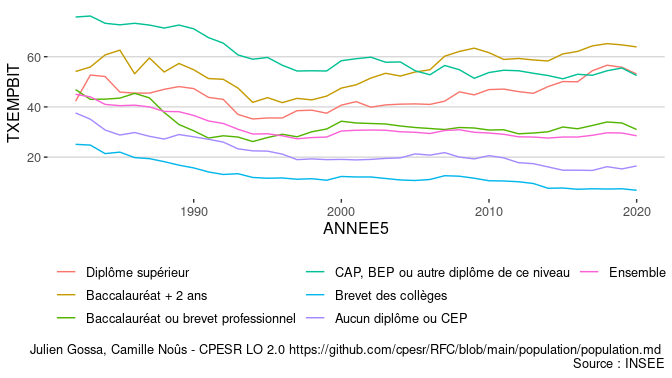 TXEMPBIT
60
40
20
1990
2000
2010
2020
ANNEE5
Diplôme supérieur
CAP, BEP ou autre diplôme de ce niveau
Ensemble
Baccalauréat + 2 ans
Brevet des collèges
Baccalauréat ou brevet professionnel
Aucun diplôme ou CEP
Julien Gossa, Camille Noûs - CPESR LO 2.0 https://github.com/cpesr/RFC/blob/main/population/population.md
Source : INSEE